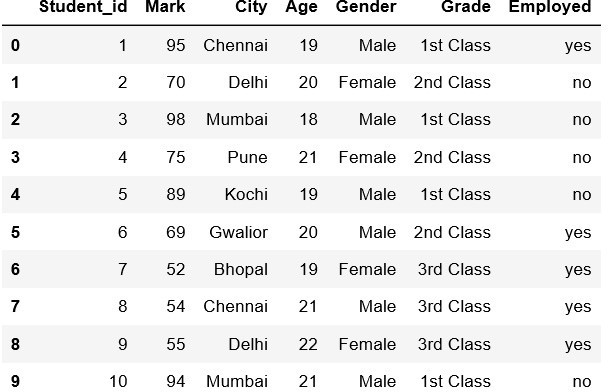 Student_id Mark City Age Gender Grade Employed
0 1 95 Chennai 19 Male 1st Class yes
1 2 70 Delhi 20 Female 2nd Class no
2 3 98 Mumbai 18 Male 1st Class no
3 4 75 Pune 21 Female 2nd Class no
4 5 89 Kochi 19 Male 1st Class no
5 6 69 Gwalior 20 Male 2nd Class yes
6 7 52 Bhopal 19 Female 3rd Class yes
7 8 54 Chennai 21 Male 3rd Class yes
8 9 55 Delhi 22 Female 3rd Class yes
9 10 94 Mumbai 21 Male 1st Class no